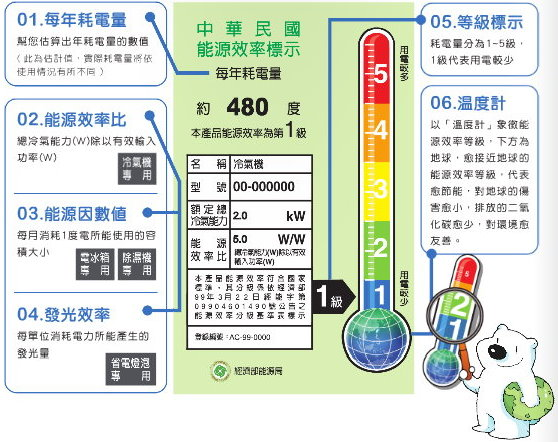 01.每年耗電量
幫您估算出年耗電量的數值
(此為估計值，實際耗電量將依
使用情況有所不同)
02.能源效率比
總冷氣能力(W)除以有效輸入
功率(W)
冷氣機
專 用
03.能源因數值
每月消耗1度電所能使用的容
積大小
電冰箱
專 用
除濕機
專 用
04.發光效率
每單位消耗電力所能產生的
發光量
省電燈泡
專 用
中華民國
能源效率標示
每年耗電量
約 480 度
本產品能源效率為第1級
名 稱 冷氣機
型 號 00-000000
額定總
冷氣能力 2.0 kW
能 源
效率比 5.0 W/W
總冷氣能力(W)除以有效
輸入功率(W)
本產品能源效率符合國家
標準，其分級係依經濟部
99年3月22日經能字第
09904601490號公告之
能源效率分級基準表標示
登錄編號：AC-99-0000
經濟部能源局
用電較多
5
4
3
2
1
用電較少
1級
05.等級標示
耗電量分為1~5級，
1級代表用電較少
06.溫度計
以「溫度計」象徵能
源效率等級，下方為
地球，愈接近地球的
能源效率等級，代表
愈節能，對地球的傷
害愈小，排放的二氧
化碳愈少，對環境愈
友善。
5
2
1